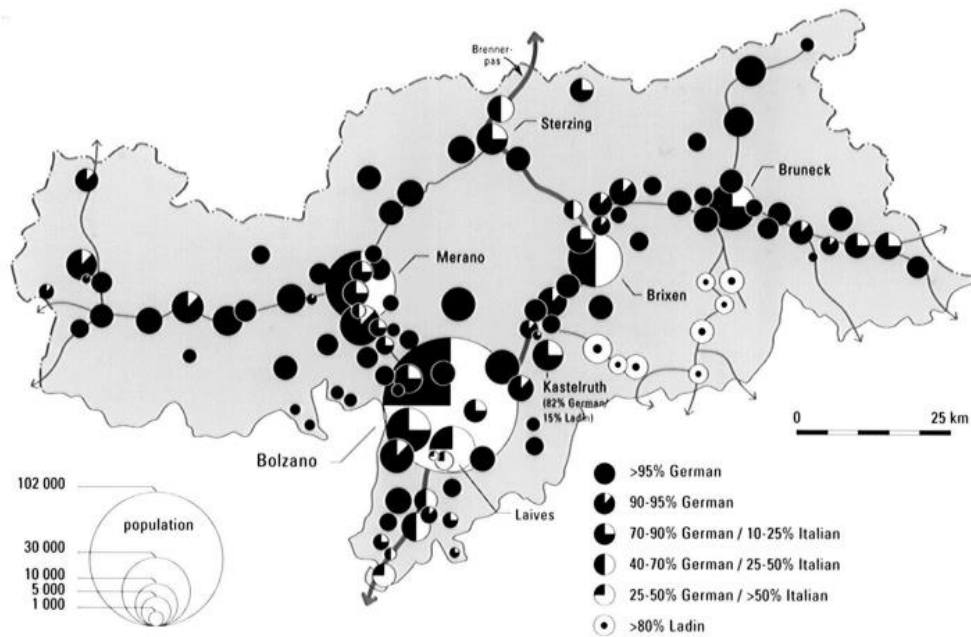 Brenner-
pas
Sterzing
Bruneck
Merano
Brixen
Kastelruth
(82% German/
15% Ladin)
0 25 km
Bolzano
Laives
102 000
population
30 000
10 000
5 000
1 000
>95% German
90-95% German
70-90% German / 10-25% Italian
40-70% German / 25-50% Italian
25-50% German / >50% Italian
>80% Ladin